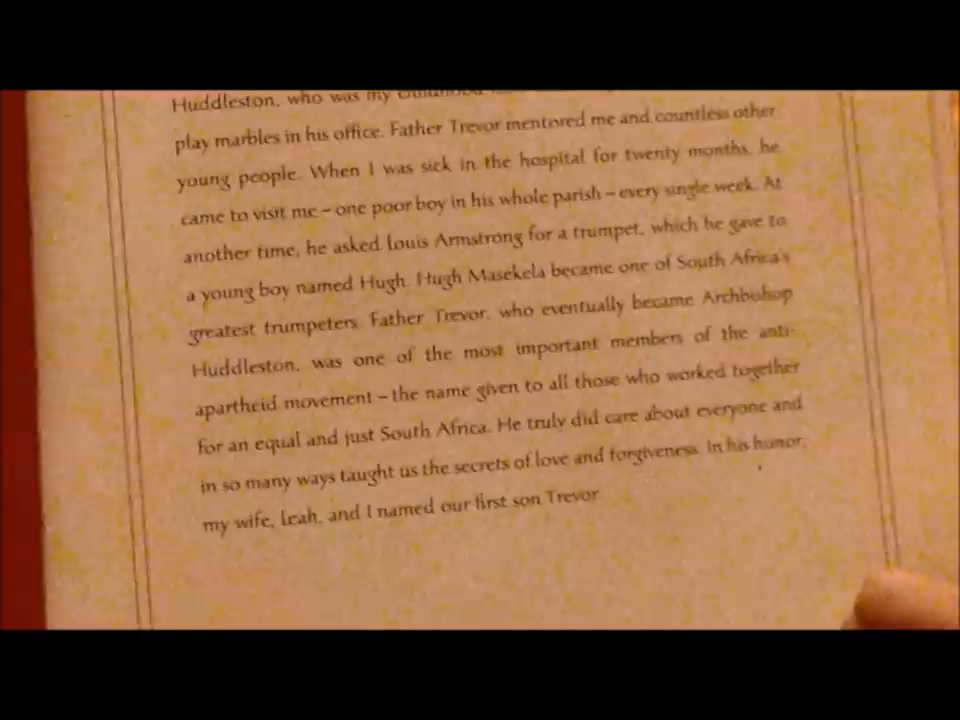 Huddleston, who was my childhood
play marbles in his office. Father Trevor mentored me and countless other
young people. When I was sick in the hospital for twenty months, he
came to visit me – one poor boy in his whole parish – every single week. At
another time, he asked Louis Armstrong for a trumpet, which he gave to
a young boy named Hugh. Hugh Masekela became one of South Africa's
greatest trumpeters. Father Trevor, who eventually became Archbishop
Huddleston, was one of the most important members of the anti-
apartheid movement – the name given to all those who worked together
for an equal and just South Africa. He truly did care about everyone and
in so many ways taught us the secrets of love and forgiveness. In his honor,
my wife, Leah, and I named our first son Trevor.